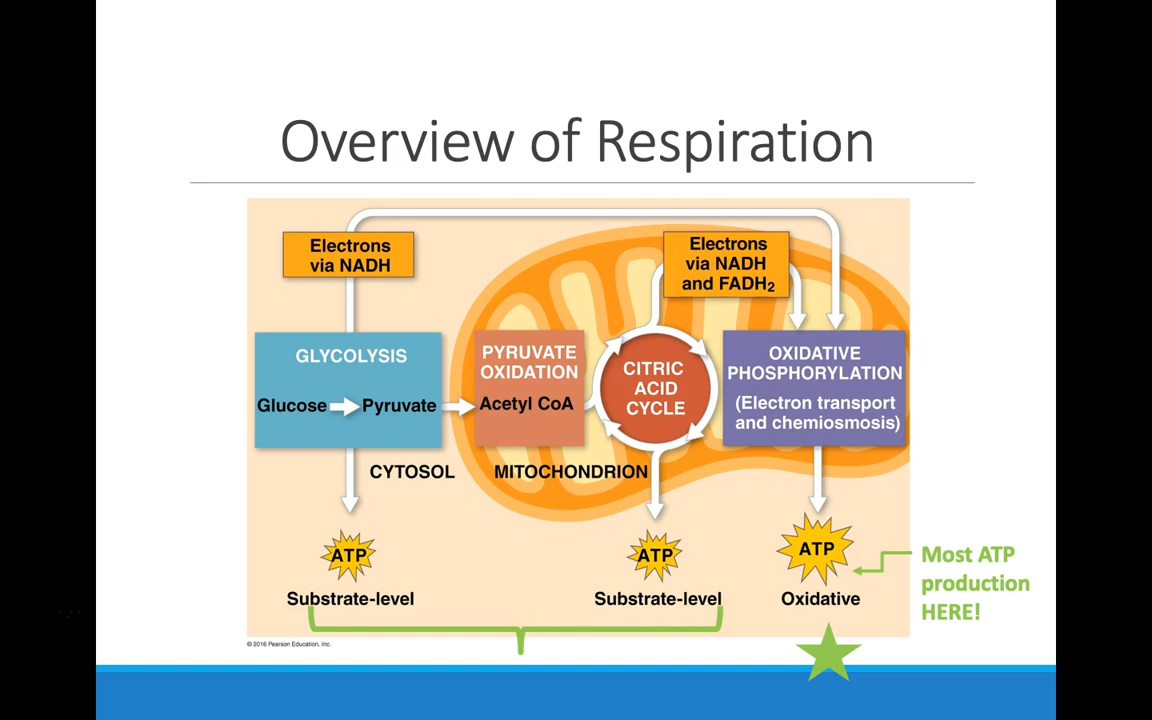 Overview of Respiration
Electrons
via NADH
Electrons
via NADH
and FADH₂
GLYCOLYSIS
Glucose
Pyruvate
PYRUVATE
OXIDATION
Acetyl CoA
CITRIC
ACID
CYCLE
OXIDATIVE
PHOSPHORYLATION
(Electron transport
and chemiosmosis)
CYTOSOL
MITOCHONDRION
ATP
ATP
ATP
Substrate-level
Substrate-level
Oxidative
Most ATP
production
HERE!
© 2016 Pearson Education, Inc.